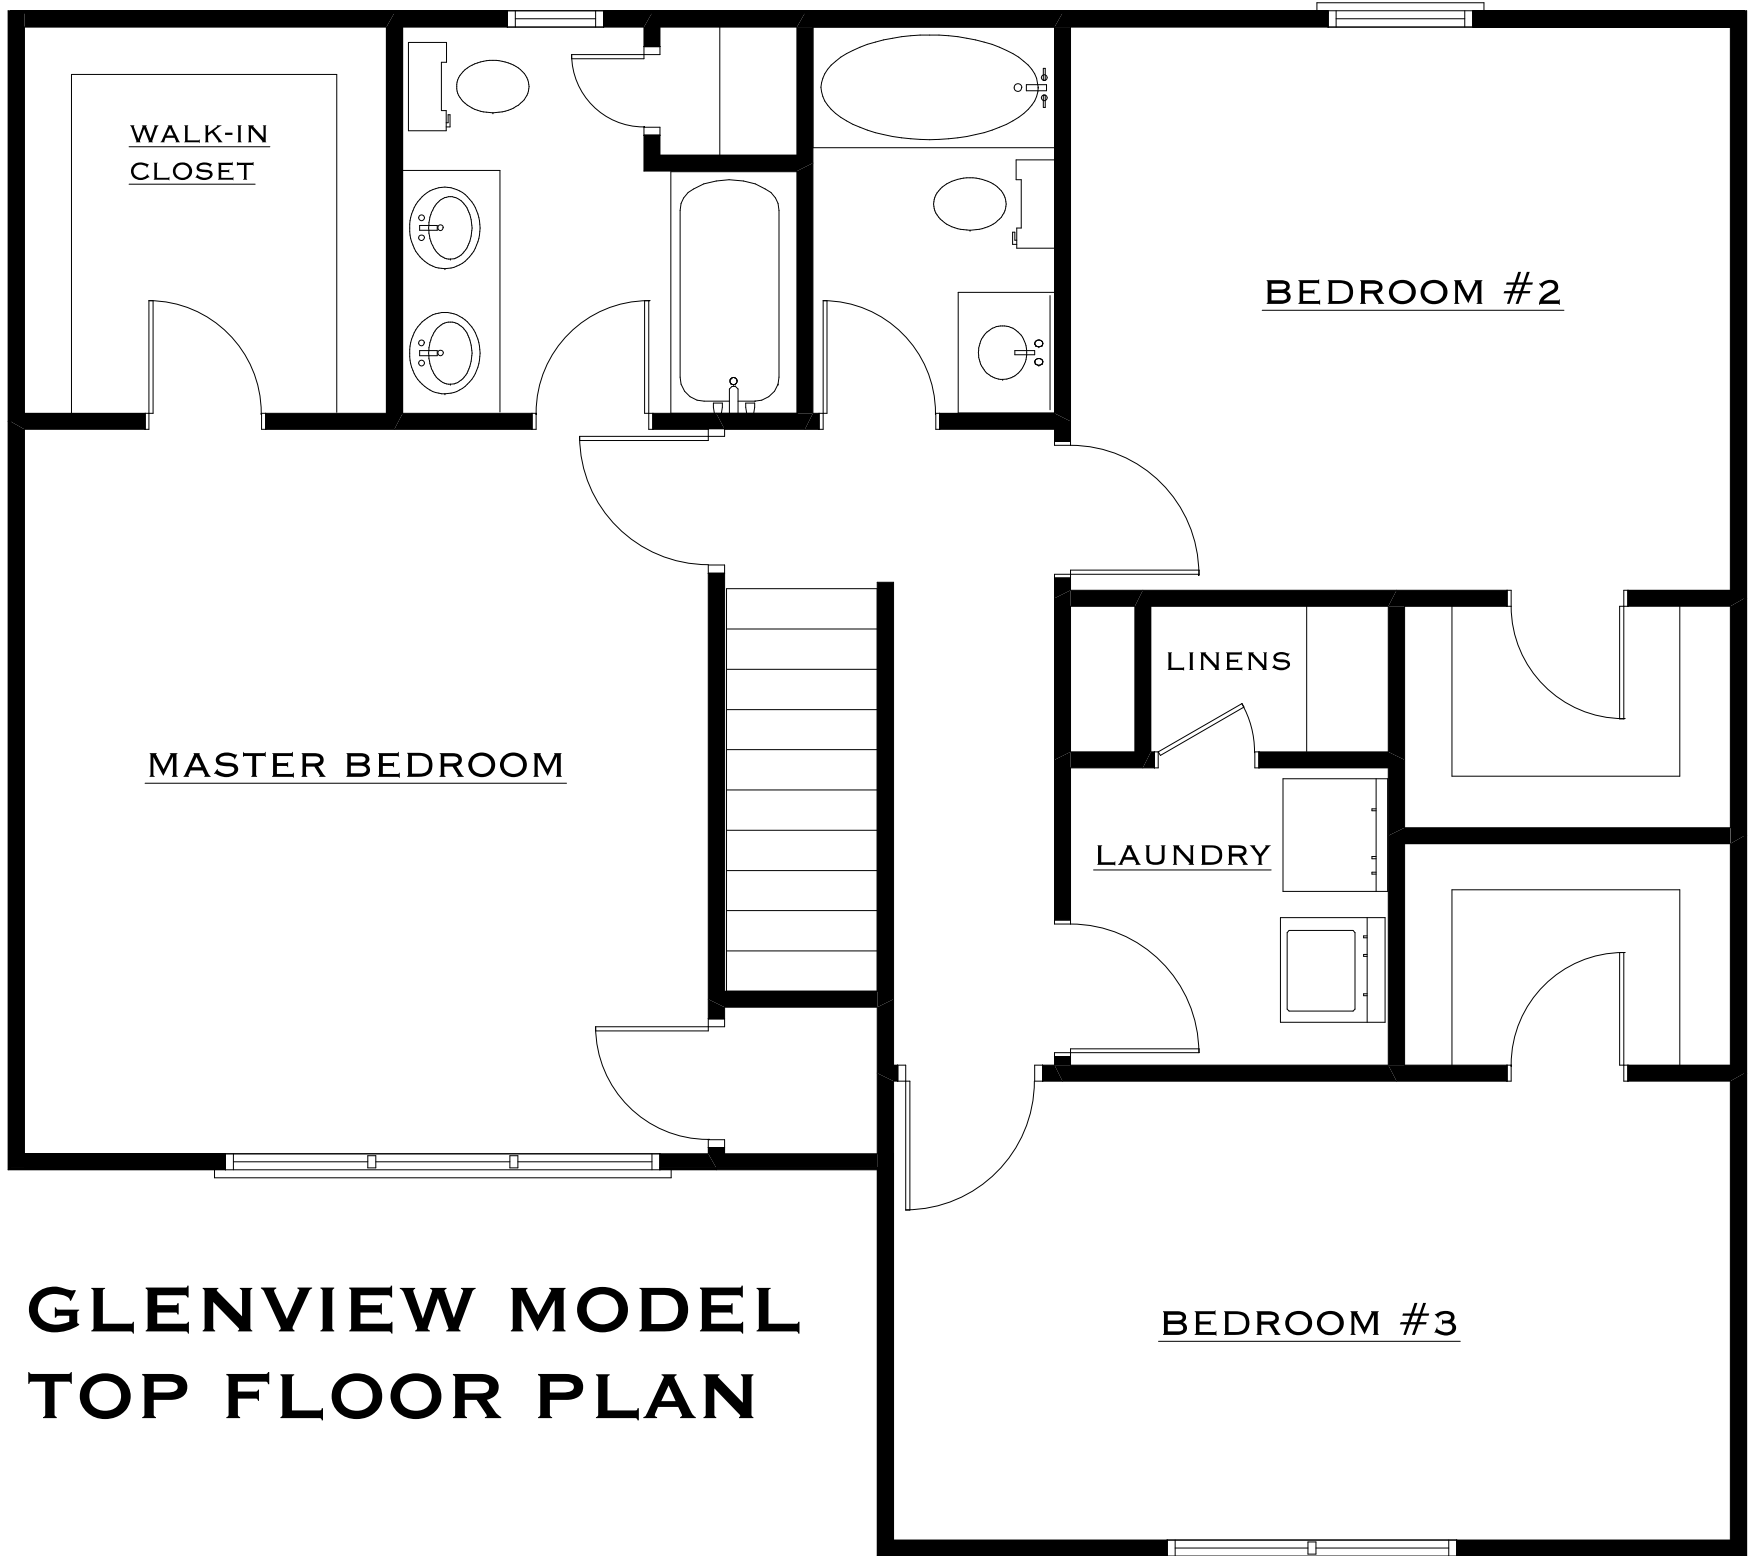 WALK-IN
CLOSET
BEDROOM #2
LINENS
MASTER BEDROOM
LAUNDRY
BEDROOM #3
GLENVIEW MODEL
TOP FLOOR PLAN